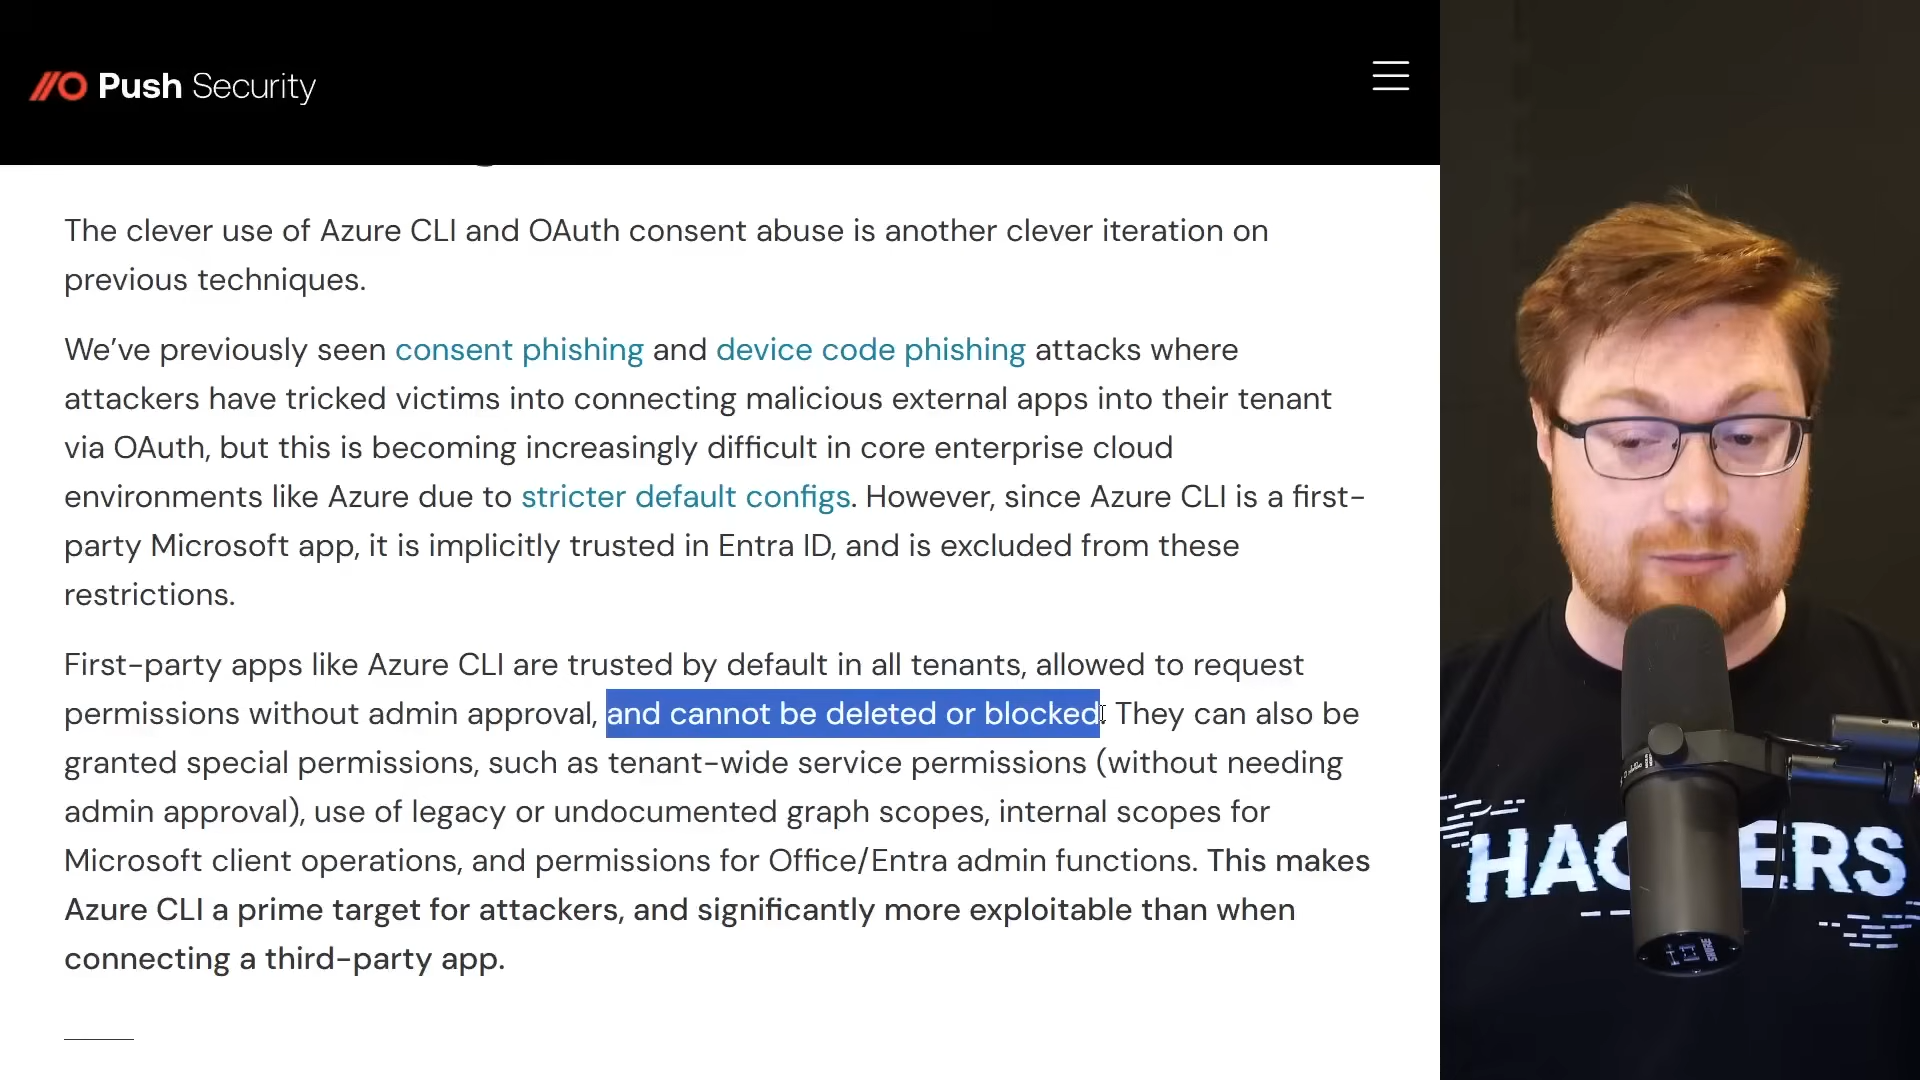 Push Security
The clever use of Azure CLI and OAuth consent abuse is another clever iteration on
previous techniques.
We’ve previously seen consent phishing and device code phishing attacks where
attackers have tricked victims into connecting malicious external apps into their tenant
via OAuth, but this is becoming increasingly difficult in core enterprise cloud
environments like Azure due to stricter default configs. However, since Azure CLI is a first-
party Microsoft app, it is implicitly trusted in Entra ID, and is excluded from these
restrictions.
First-party apps like Azure CLI are trusted by default in all tenants, allowed to request
permissions without admin approval, and cannot be deleted or blocked. They can also be
granted special permissions, such as tenant-wide service permissions (without needing
admin approval), use of legacy or undocumented graph scopes, internal scopes for
Microsoft client operations, and permissions for Office/Entra admin functions. This makes
Azure CLI a prime target for attackers, and significantly more exploitable than when
connecting a third-party app.
SHURE